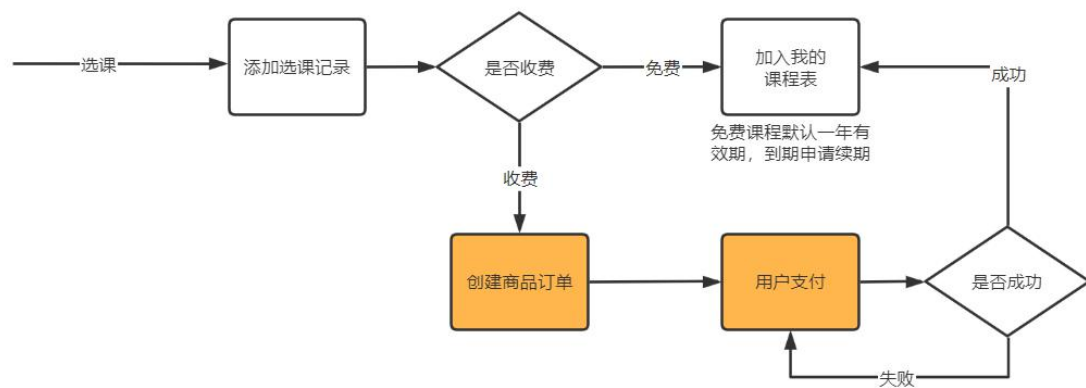 选课
添加选课记录
是否收费
免费
加入我的
课程表
成功
免费课程默认一年有
效期，到期申请续期
收费
创建商品订单
用户支付
是否成功
失败